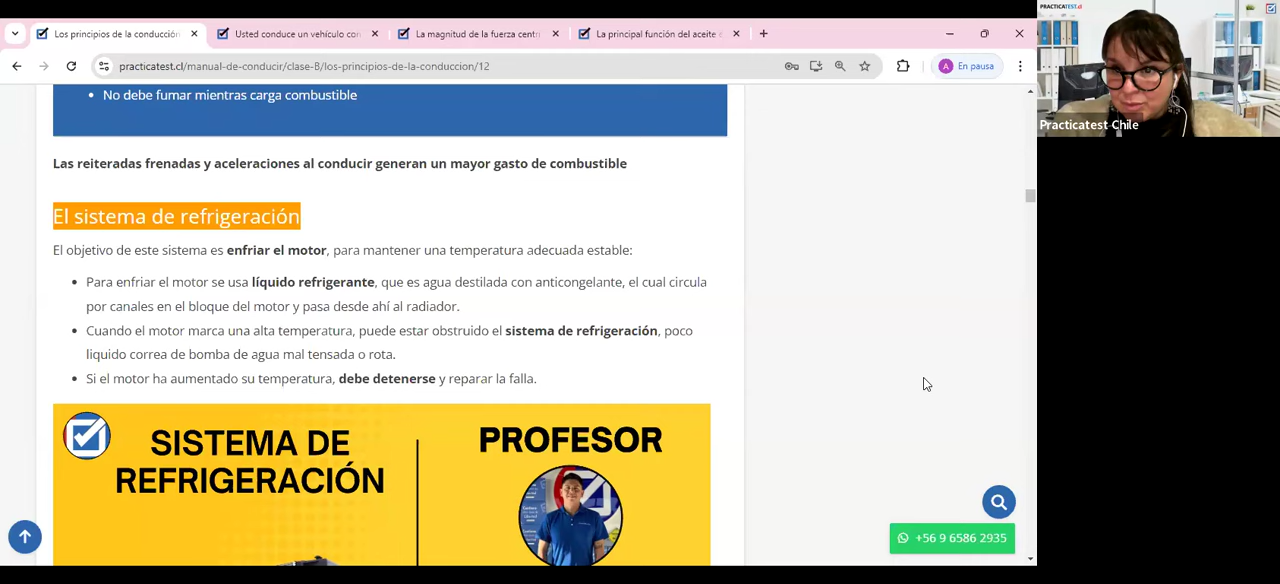 Los principios de la conducción
Usted conduce un vehículo con
La magnitud de la fuerza centrí
La principal función del aceite d
practicatest.cl/manual-de-conducir/clase-B/los-principios-de-la-conduccion/12
A
En pausa
PRACTICATEST.cl
Practicatest Chile
No debe fumar mientras carga combustible
Las reiteradas frenadas y aceleraciones al conducir generan un mayor gasto de combustible
El sistema de refrigeración
El objetivo de este sistema es enfriar el motor, para mantener una temperatura adecuada estable:
Para enfriar el motor se usa líquido refrigerante, que es agua destilada con anticongelante, el cual circula
por canales en el bloque del motor y pasa desde ahí al radiador.
Cuando el motor marca una alta temperatura, puede estar obstruido el sistema de refrigeración, poco
liquido correa de bomba de agua mal tensada o rota.
Si el motor ha aumentado su temperatura, debe detenerse y reparar la falla.
SISTEMA DE
REFRIGERACIÓN
PROFESOR
+56 9 6586 2935